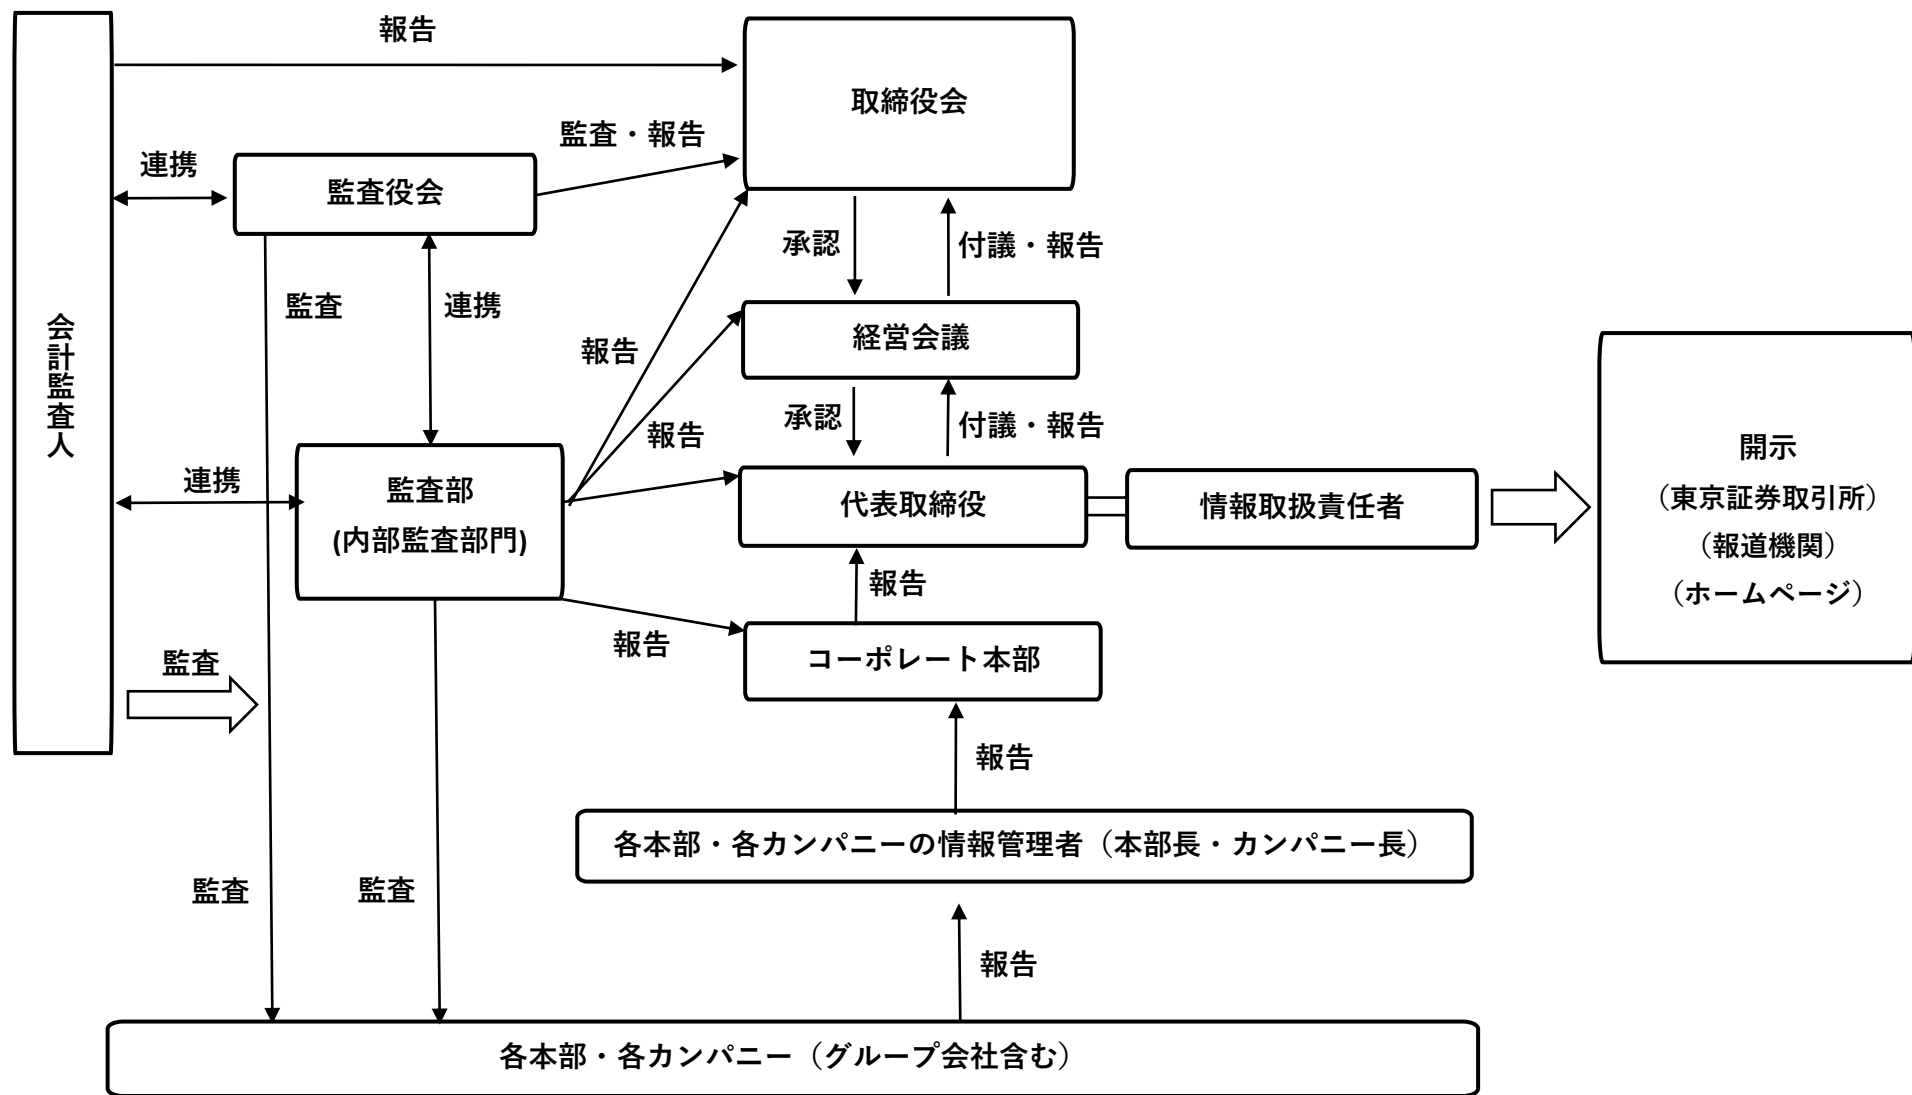 報告
取締役会
監査・報告
連携
監査役会
承認
付議・報告
監査
連携
会計監査人
報告
経営会議
承認
付議・報告
報告
連携
監査部
(内部監査部門)
代表取締役
情報取扱責任者
開示
（東京証券取引所）
（報道機関）
（ホームページ）
報告
報告
コーポレート本部
監査
報告
各本部・各カンパニーの情報管理者（本部長・カンパニー長）
監査
監査
報告
各本部・各カンパニー（グループ会社含む）